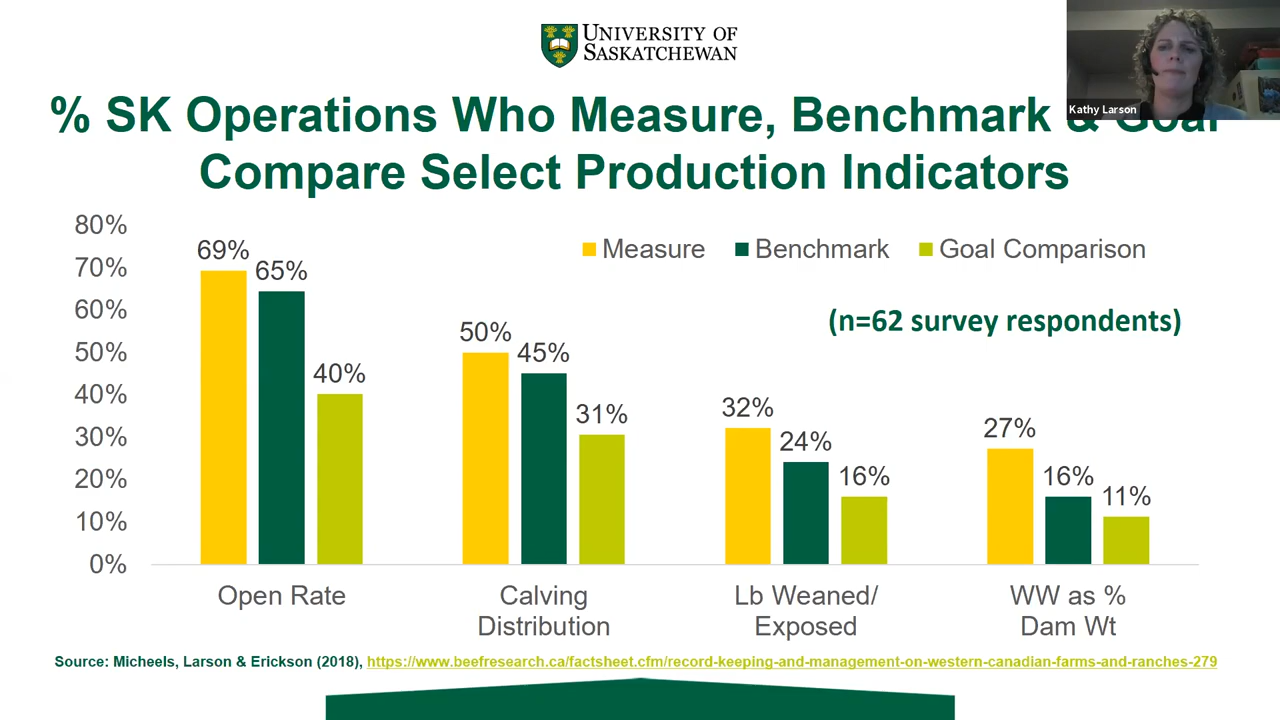 UNIVERSITY OF
SASKATCHEWAN
Kathy Larson
% SK Operations Who Measure, Benchmark & Goal
Compare Select Production Indicators
80%
70%
60%
50%
40%
30%
20%
10%
0%
Measure
Benchmark
Goal Comparison
(n=62 survey respondents)
69%
65%
40%
50%
45%
31%
32%
24%
16%
27%
16%
11%
Open Rate
Calving
Distribution
Lb Weaned/
Exposed
WW as %
Dam Wt
Source: Micheels, Larson & Erickson (2018), https://www.beefresearch.ca/factsheet.cfm/record-keeping-and-management-on-western-canadian-farms-and-ranches-279